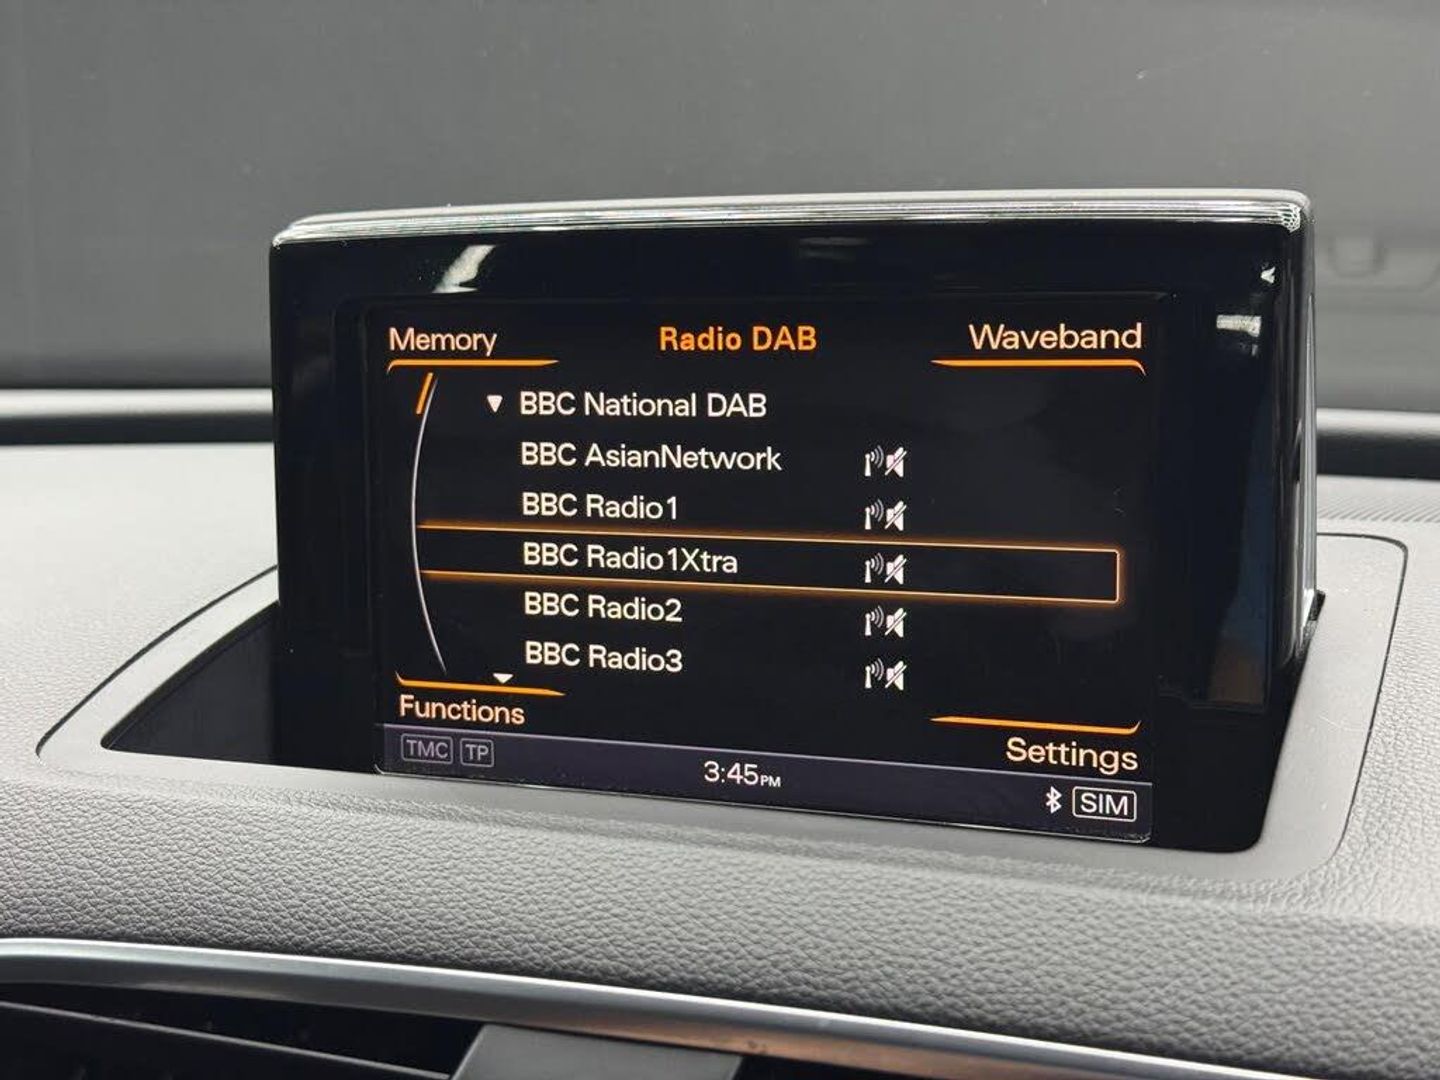 Memory Radio DAB Waveband
BBC National DAB
BBC AsianNetwork
BBC Radio1
BBC Radio1Xtra
BBC Radio2
BBC Radio3
Functions
Settings
TMC TP 3:45PM SIM